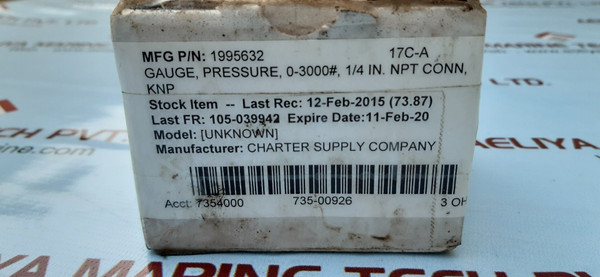 MFG P/N: 1995632 17C-A
GAUGE, PRESSURE, 0-3000#, 1/4 IN. NPT CONN,
KNP
Stock Item -- Last Rec: 12-Feb-2015 (73.87)
Last FR: 105-039942 Expire Date:11-Feb-20
Model: [UNKNOWN]
Manufacturer: CHARTER SUPPLY COMPANY
Acct: 7354000 735-00926 3 OH